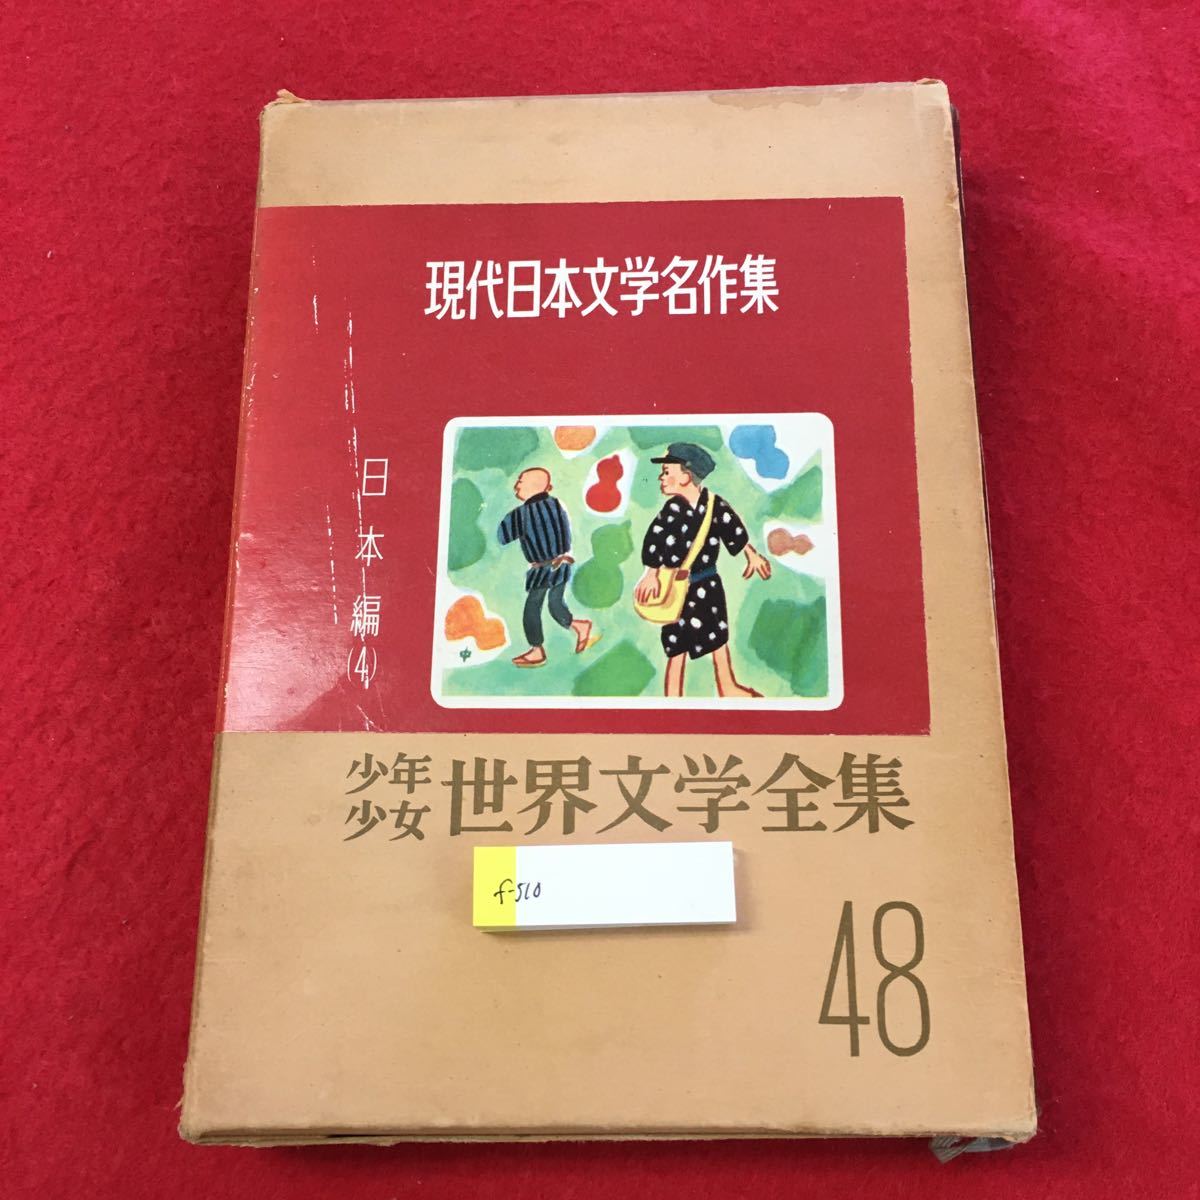 現代日本文学名作集
日本編(4)
少年
少女
世界文学全集
f-510
48